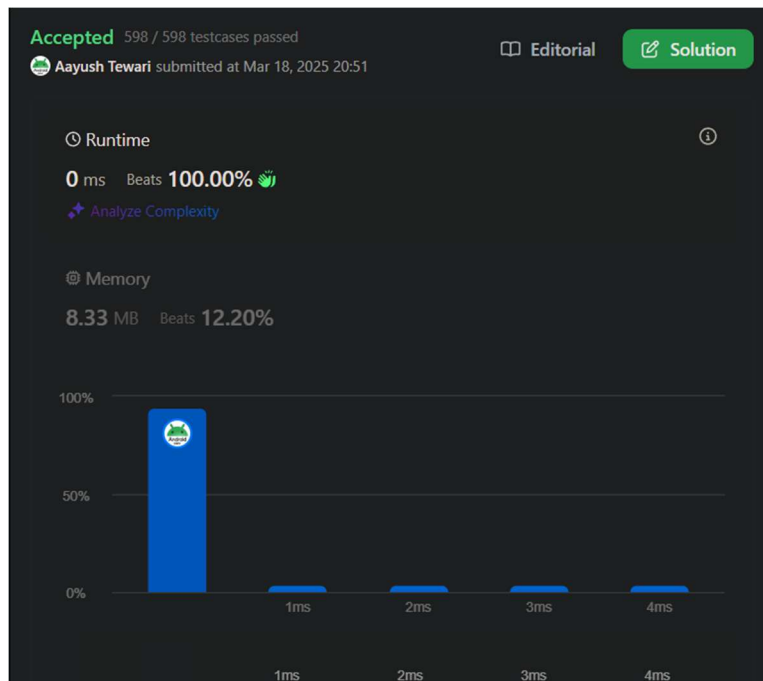 Accepted 598 / 598 testcases passed
Editorial
Solution
Aayush Tewari submitted at Mar 18, 2025 20:51
Runtime
0 ms Beats 100.00%
Analyze Complexity
Memory
8.33 MB Beats 12.20%
100%
Android
50%
0%
1ms 2ms 3ms 4ms
1ms 2ms 3ms 4ms